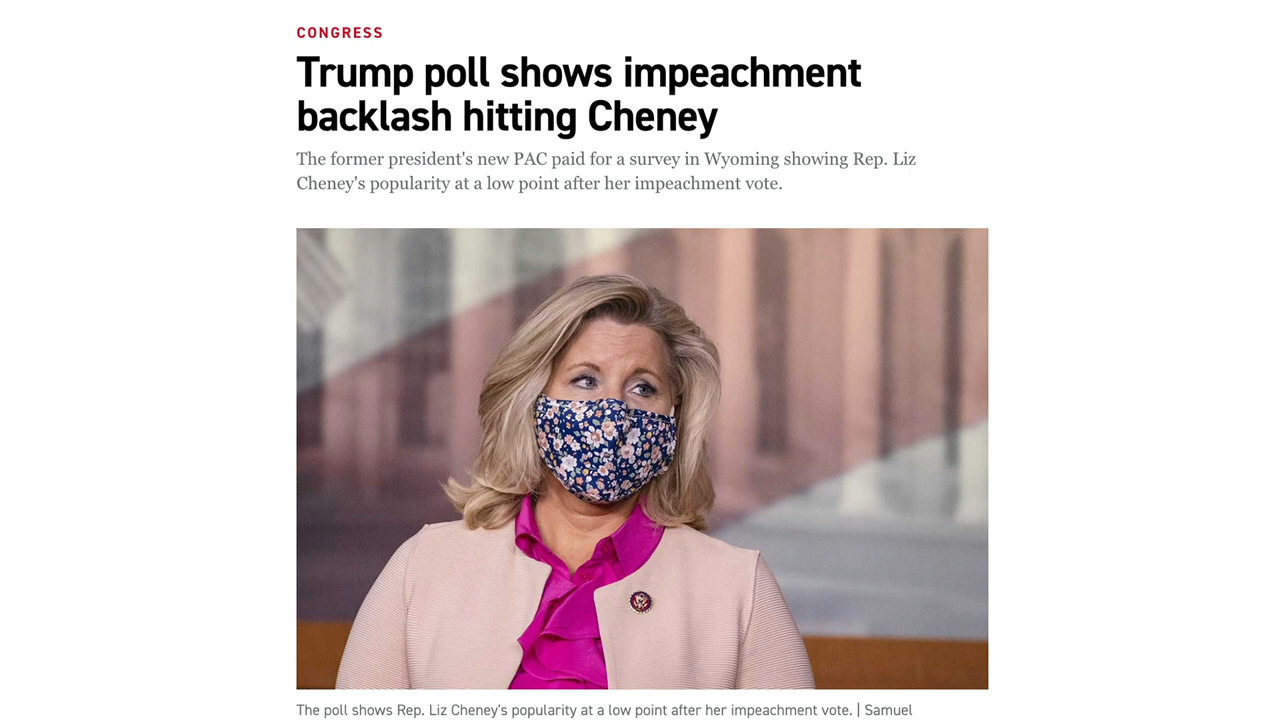 CONGRESS
Trump poll shows impeachment
backlash hitting Cheney
The former president's new PAC paid for a survey in Wyoming showing Rep. Liz
Cheney's popularity at a low point after her impeachment vote.
The poll shows Rep. Liz Cheney's popularity at a low point after her impeachment vote. | Samuel